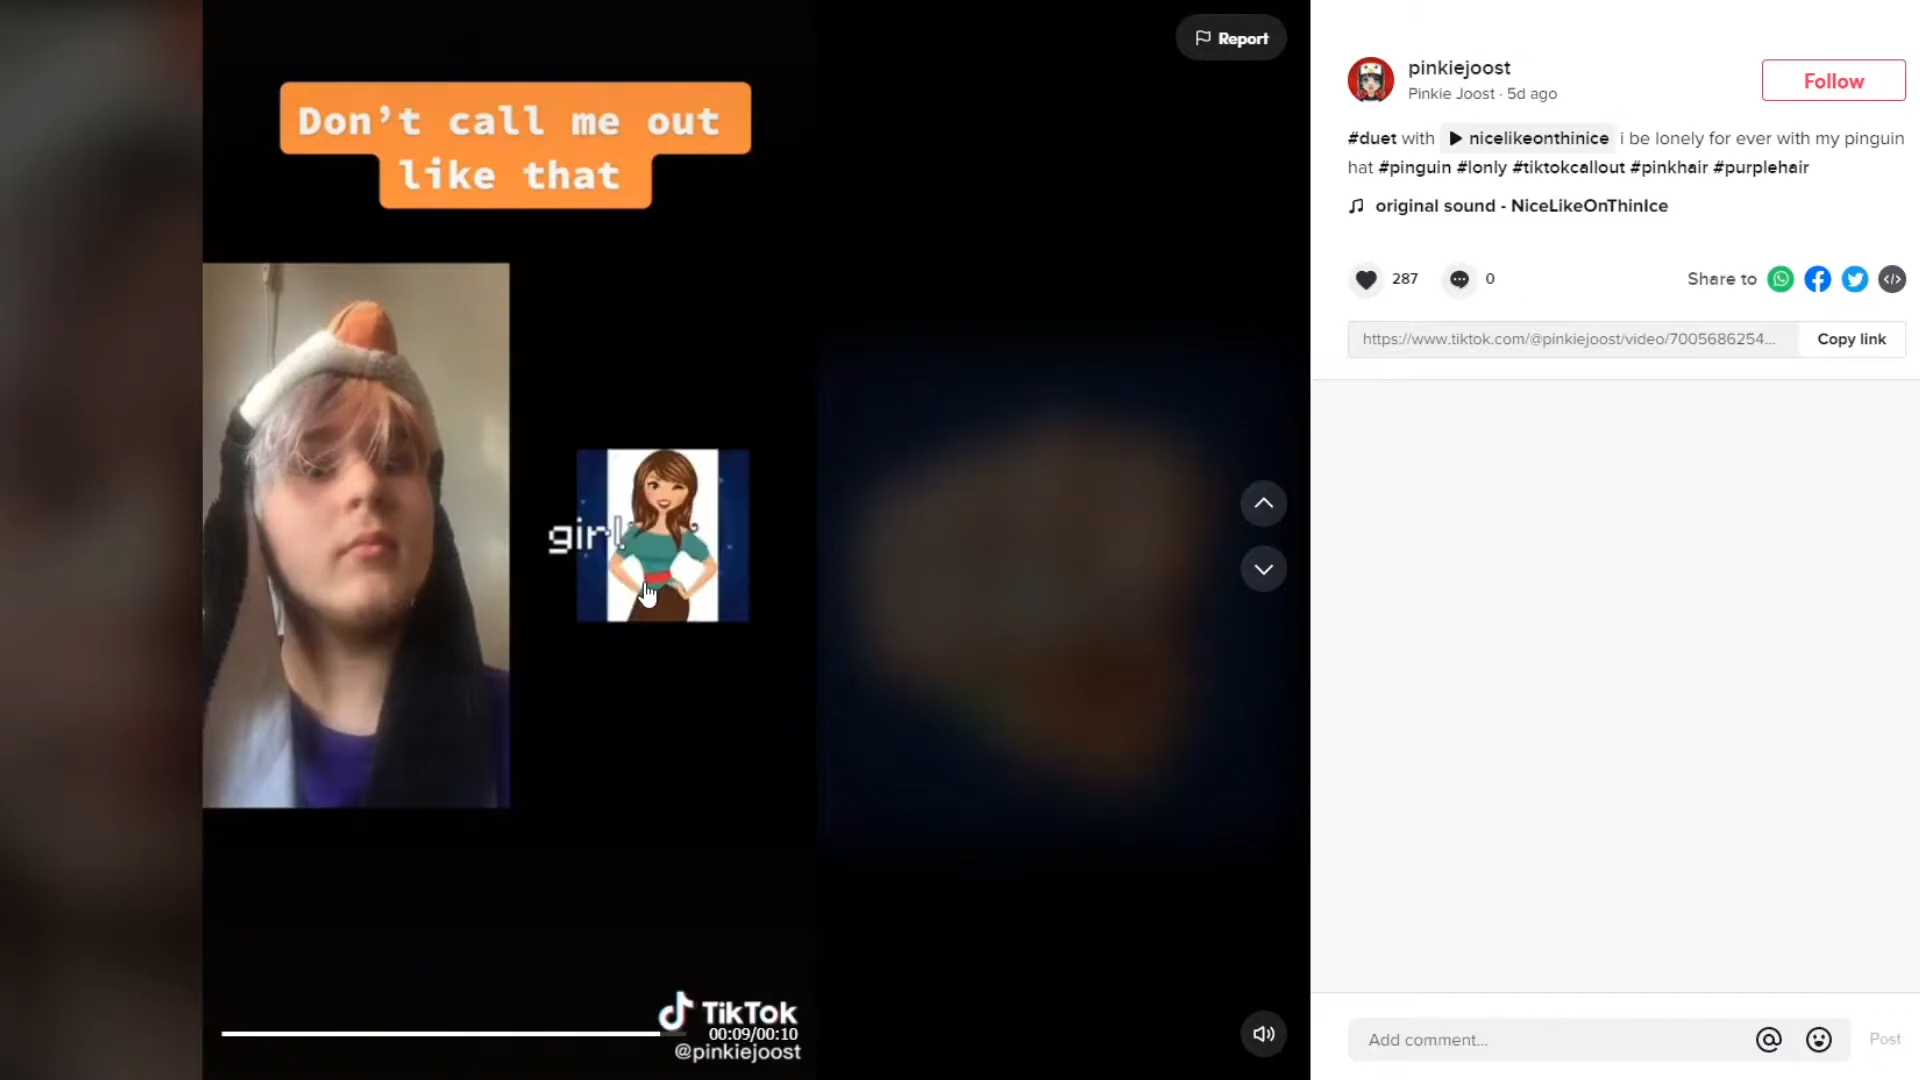 Report
Don't call me out
like that
girl.
TikTok
00:09/00:10
@pinkiejoost
pinkiejoost
Pinkie Joost · 5d ago
Follow
#duet with nicelikeonthinice i be lonely for ever with my pinguin
hat #pinguin #lonly #tiktokcallout #pinkhair #purplehair
original sound - NiceLikeOnThinIce
287
0
Share to
https://www.tiktok.com/@pinkiejoost/video/7005686254...
Copy link
Add comment...
Post